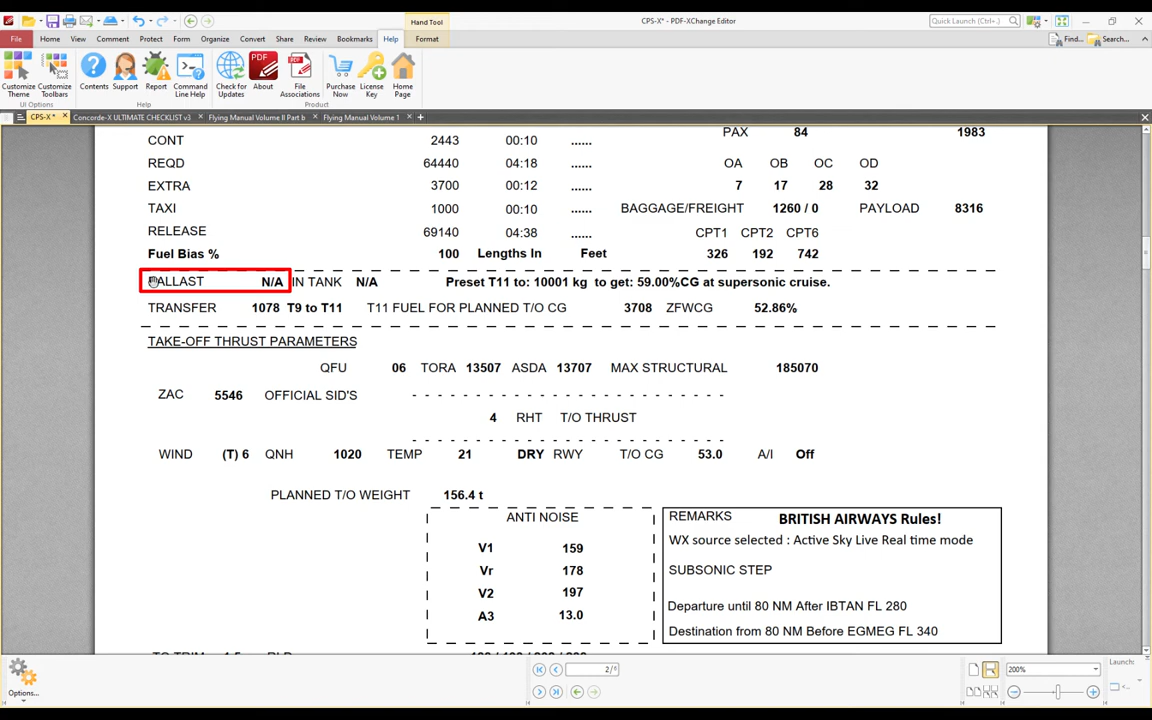 Hand Tool
CPS-X* - PDF-XChange Editor
Quick Launch (Ctrl+.)
File Home View Comment Protect Form Organize Convert Share Review Bookmarks Help Format
Find... Search...
Customize Theme
Customize Toolbars
Contents
Support
Report
Command Line Help
Check for Updates
PDF
About
File Associations
Purchase Now
License Key
Home Page
UI Options Help Product
CPS-X* Concorde-X ULTIMATE CHECKLIST v3 Flying Manual Volume II Part b Flying Manual Volume 1
CONT 2443 00:10 ...... PAX 84 1983
REQD 64440 04:18 ...... OA OB OC OD
EXTRA 3700 00:12 ...... 7 17 28 32
TAXI 1000 00:10 ...... BAGGAGE/FREIGHT 1260 / 0 PAYLOAD 8316
RELEASE 69140 04:38 ...... CPT1 CPT2 CPT6
Fuel Bias % 100 Lengths In Feet 326 192 742
BALLAST N/A IN TANK N/A Preset T11 to: 10001 kg to get: 59.00%CG at supersonic cruise.
TRANSFER 1078 T9 to T11 T11 FUEL FOR PLANNED T/O CG 3708 ZFWCG 52.86%
TAKE-OFF THRUST PARAMETERS
QFU 06 TORA 13507 ASDA 13707 MAX STRUCTURAL 185070
ZAC 5546 OFFICIAL SID'S
4 RHT T/O THRUST
WIND (T) 6 QNH 1020 TEMP 21 DRY RWY T/O CG 53.0 A/I Off
PLANNED T/O WEIGHT 156.4 t
ANTI NOISE
V1 159
Vr 178
V2 197
A3 13.0
REMARKS BRITISH AIRWAYS Rules!
WX source selected : Active Sky Live Real time mode
SUBSONIC STEP
Departure until 80 NM After IBTAN FL 280
Destination from 80 NM Before EGMEG FL 340
Options...
2/6
200%
Launch: